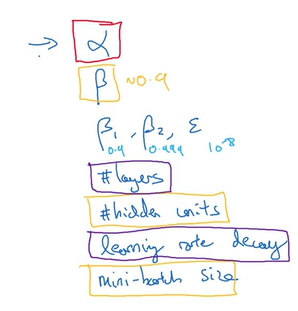 α
β ~0.9
β₁, β₂, ε
0.9 0.999 10⁻⁸
#layers
#hidden units
learning rate decay
mini-batch size